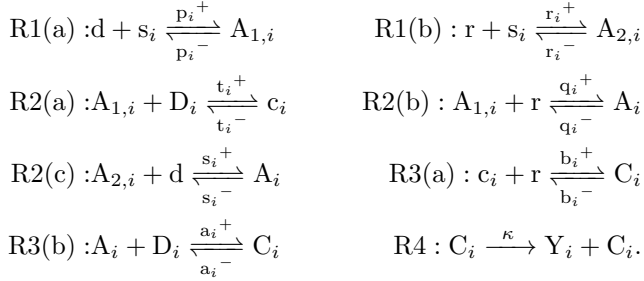 R1(a) :d + s_i ⇌ A_{1,i} (p_i^+ / p_i^-)    R1(b) : r + s_i ⇌ A_{2,i} (r_i^+ / r_i^-)
R2(a) :A_{1,i} + D_i ⇌ c_i (t_i^+ / t_i^-)    R2(b) : A_{1,i} + r ⇌ A_i (q_i^+ / q_i^-)
R2(c) :A_{2,i} + d ⇌ A_i (s_i^+ / s_i^-)    R3(a) : c_i + r ⇌ C_i (b_i^+ / b_i^-)
R3(b) :A_i + D_i ⇌ C_i (a_i^+ / a_i^-)    R4 : C_i →^κ Y_i + C_i.